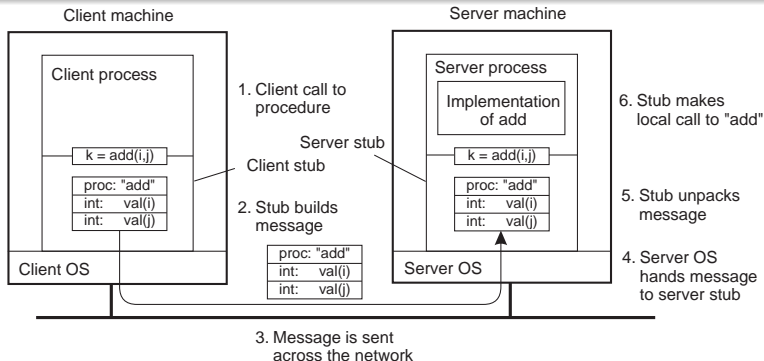 Client machine
Server machine
Client process
1. Client call to
procedure
k = add(i,j)
Client stub
proc: "add"
int: val(i)
int: val(j)
2. Stub builds
message
Client OS
proc: "add"
int: val(i)
int: val(j)
3. Message is sent
across the network
Server process
Implementation
of add
Server stub
k = add(i,j)
proc: "add"
int: val(i)
int: val(j)
Server OS
6. Stub makes
local call to "add"
5. Stub unpacks
message
4. Server OS
hands message
to server stub